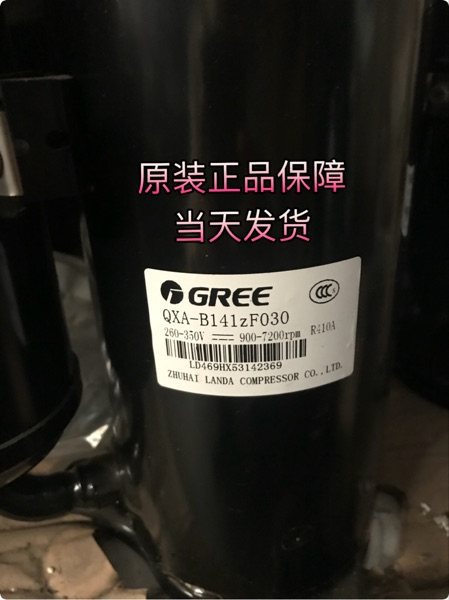 原装正品保障
当天发货
GREE
CCC
QXA-B141zF030
260-350V ⎓ 900-7200rpm R410A
LD469HX53142369
ZHUHAI LANDA COMPRESSOR CO.,LTD.